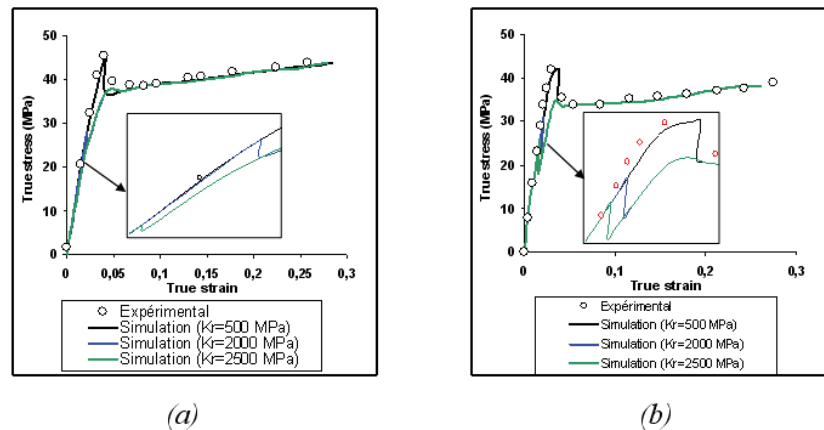 50
40
30
20
10
0
True stress (MPa)
0
0,05
0,1
0,15
0,2
0,25
0,3
True strain
Expérimental
Simulation (Kr=500 MPa)
Simulation (Kr=2000 MPa)
Simulation (Kr=2500 MPa)
(a)
50
40
30
20
10
0
True stress (MPa)
0
0,1
0,2
0,3
True strain
Expérimental
Simulation (Kr=500 MPa)
Simulation (Kr=2000 MPa)
Simulation (Kr=2500 MPa)
(b)